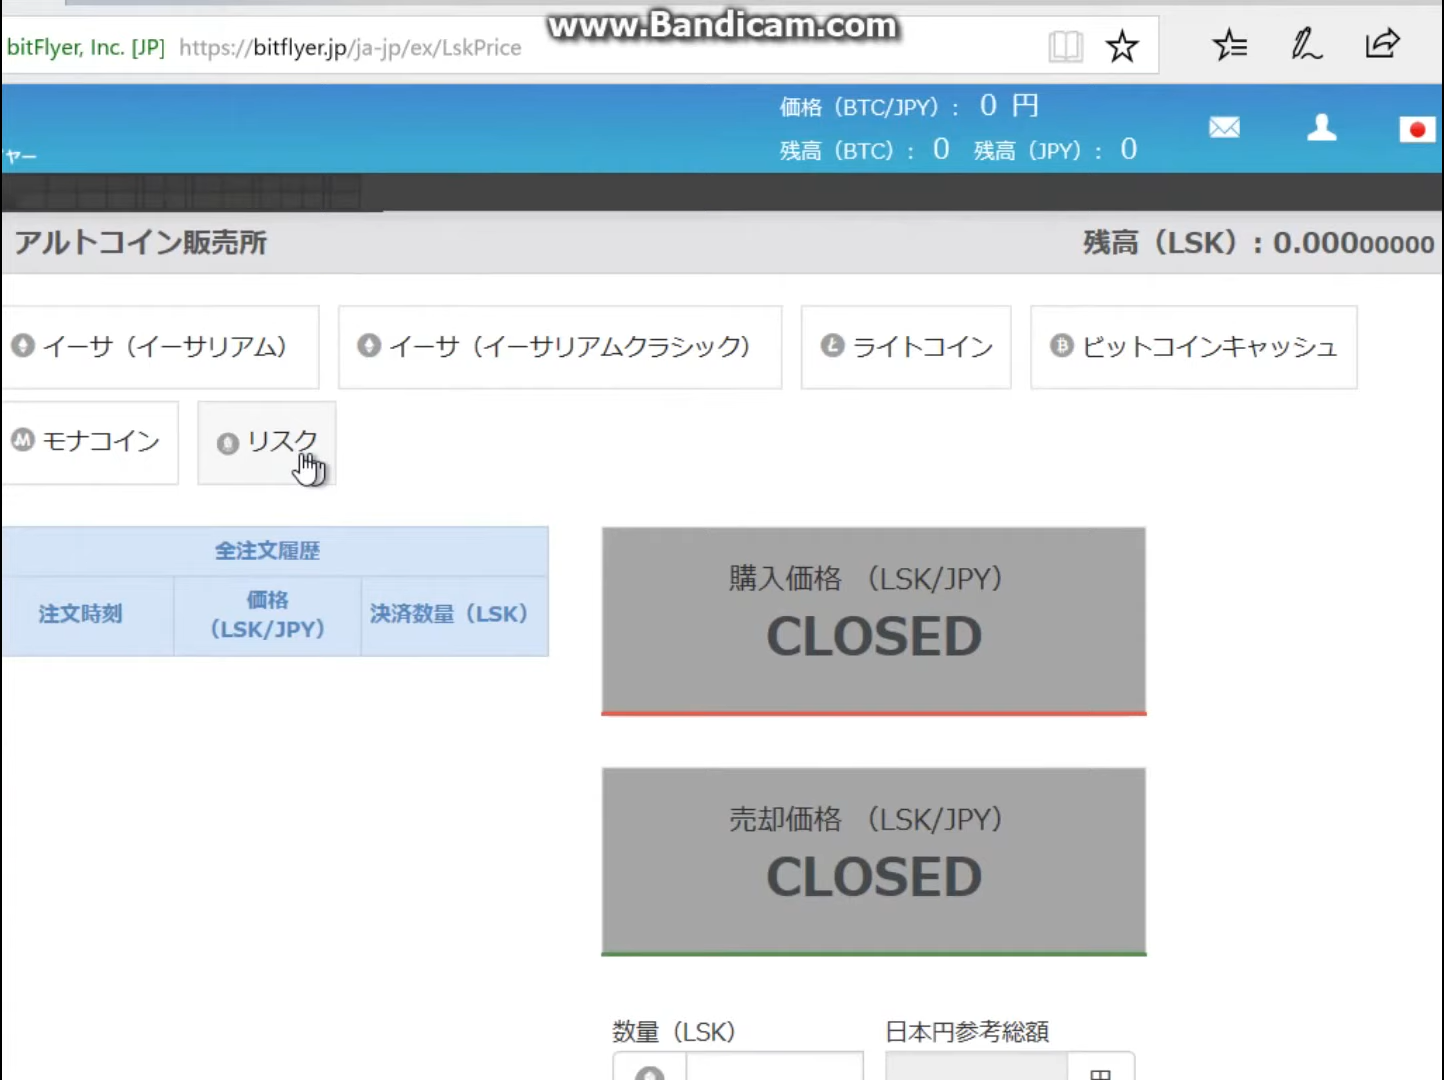 www.Bandicam.com
bitFlyer, Inc. [JP] https://bitflyer.jp/ja-jp/ex/LskPrice
価格（BTC/JPY）: 0 円
ヤー 残高（BTC）: 0 残高（JPY）: 0
アルトコイン販売所 残高（LSK）: 0.00000000
イーサ（イーサリアム） イーサ（イーサリアムクラシック） ライトコイン ビットコインキャッシュ
モナコイン リスク
全注文履歴
注文時刻 価格 決済数量（LSK）
（LSK/JPY）
購入価格 （LSK/JPY）
CLOSED
売却価格 （LSK/JPY）
CLOSED
数量（LSK） 日本円参考総額
円